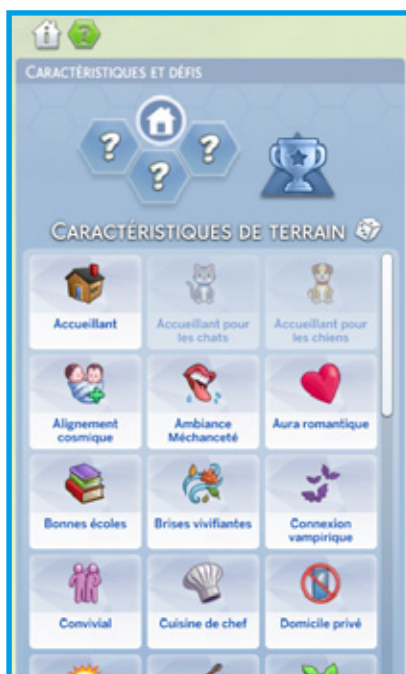 CARACTÉRISTIQUES ET DÉFIS
? ? ?
CARACTÉRISTIQUES DE TERRAIN
Accueillant
Accueillant pour
les chats
Accueillant pour
les chiens
Alignement
cosmique
Ambiance
Méchanceté
Aura romantique
Bonnes écoles
Brises vivifiantes
Connexion
vampirique
Convivial
Cuisine de chef
Domicile privé